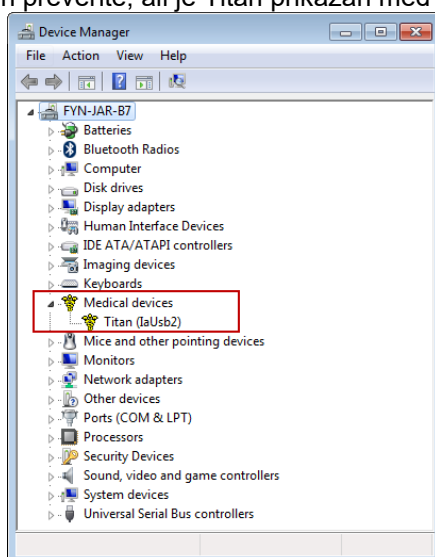 preverite, ali je Titan prikazan med
Device Manager
File Action View Help
FYN-JAR-B7
Batteries
Bluetooth Radios
Computer
Disk drives
Display adapters
Human Interface Devices
IDE ATA/ATAPI controllers
Imaging devices
Keyboards
Medical devices
Titan (IaUsb2)
Mice and other pointing devices
Monitors
Network adapters
Other devices
Ports (COM & LPT)
Processors
Security Devices
Sound, video and game controllers
System devices
Universal Serial Bus controllers